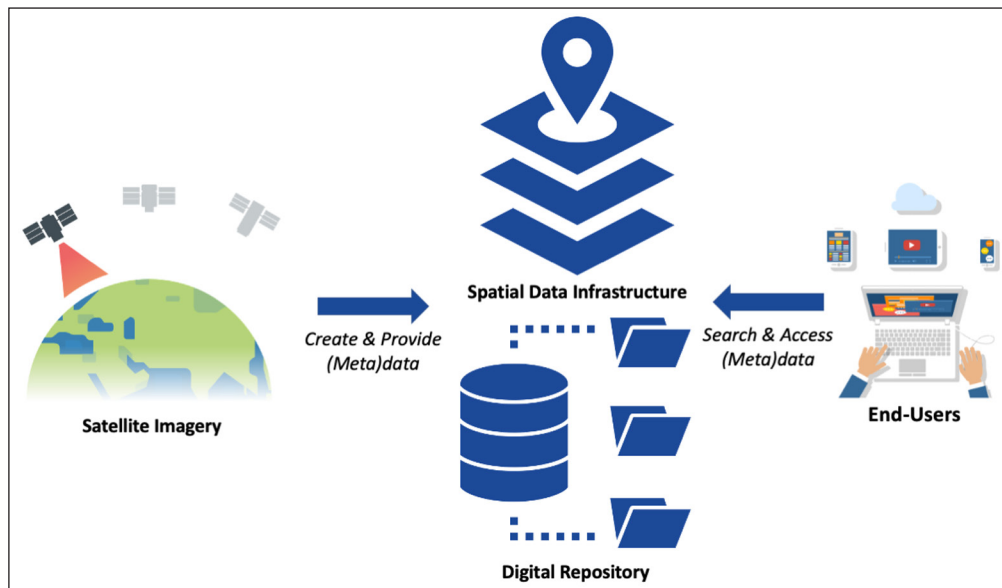 Spatial Data Infrastructure
Create & Provide
(Meta)data
Search & Access
(Meta)data
Satellite Imagery
End-Users
Digital Repository